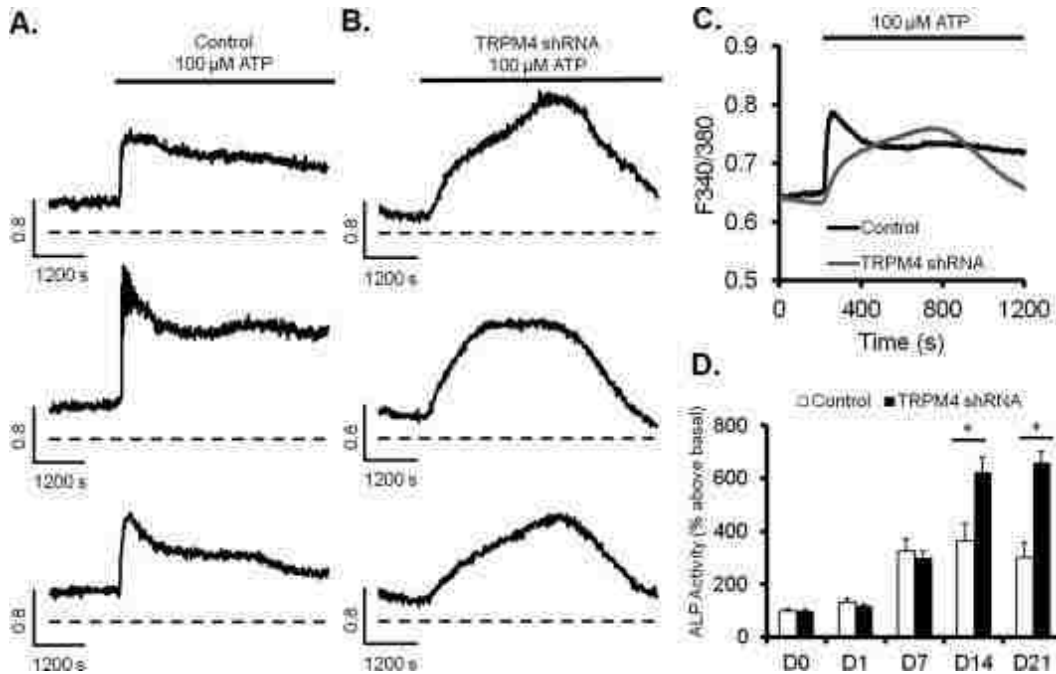 A.
Control
100 µM ATP
0.8
1200 s
0.8
1200 s
0.8
1200 s
B.
TRPM4 shRNA
100 µM ATP
0.8
1200 s
0.8
1200 s
0.8
1200 s
C.
100 µM ATP
F340/380
0.9
0.8
0.7
0.6
0.5
Control
TRPM4 shRNA
0 400 800 1200
Time (s)
D.
Control TRPM4 shRNA
ALP Activity (% above basal)
800
600
400
200
0
* *
D0 D1 D7 D14 D21